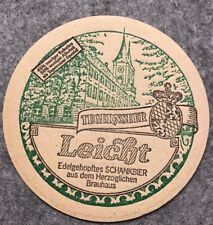 TEGERNSEER
Leicht
Edelgehopftes SCHANKBIER
aus dem Herzoglichen
Brauhaus